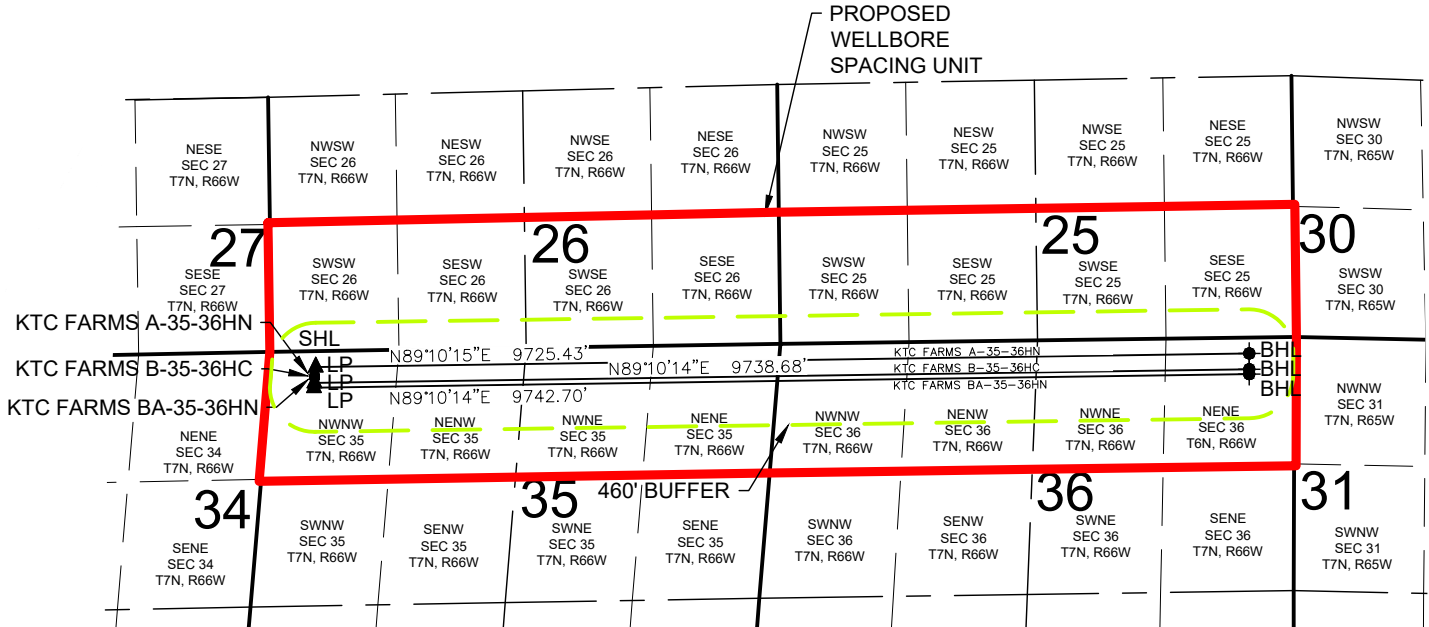 PROPOSED
WELLBORE
SPACING UNIT
NESE
SEC 27
T7N, R66W
NWSW
SEC 26
T7N, R66W
NESW
SEC 26
T7N, R66W
NWSE
SEC 26
T7N, R66W
NESE
SEC 26
T7N, R66W
NWSW
SEC 25
T7N, R66W
NESW
SEC 25
T7N, R66W
NWSE
SEC 25
T7N, R66W
NESE
SEC 25
T7N, R66W
NWSW
SEC 30
T7N, R65W
27
26
25
30
SESE
SEC 27
T7N, R66W
SWSW
SEC 26
T7N, R66W
SESW
SEC 26
T7N, R66W
SWSE
SEC 26
T7N, R66W
SESE
SEC 26
T7N, R66W
SWSW
SEC 25
T7N, R66W
SESW
SEC 25
T7N, R66W
SWSE
SEC 25
T7N, R66W
SESE
SEC 25
T7N, R66W
SWSW
SEC 30
T7N, R65W
KTC FARMS A-35-36HN
KTC FARMS B-35-36HC
KTC FARMS BA-35-36HN
SHL
LP
LP
LP
N89°10'15"E 9725.43'
N89°10'14"E 9738.68'
N89°10'14"E 9742.70'
KTC FARMS A-35-36HN
KTC FARMS B-35-36HC
KTC FARMS BA-35-36HN
BHL
BHL
BHL
NENE
SEC 34
T7N, R66W
NWNW
SEC 35
T7N, R66W
NENW
SEC 35
T7N, R66W
NWNE
SEC 35
T7N, R66W
NENE
SEC 35
T7N, R66W
NWNW
SEC 36
T7N, R66W
NENW
SEC 36
T7N, R66W
NWNE
SEC 36
T7N, R66W
NENE
SEC 36
T6N, R66W
NWNW
SEC 31
T7N, R65W
460' BUFFER
34
35
36
31
SENE
SEC 34
T7N, R66W
SWNW
SEC 35
T7N, R66W
SENW
SEC 35
T7N, R66W
SWNE
SEC 35
T7N, R66W
SENE
SEC 35
T7N, R66W
SWNW
SEC 36
T7N, R66W
SENW
SEC 36
T7N, R66W
SWNE
SEC 36
T7N, R66W
SENE
SEC 36
T7N, R66W
SWNW
SEC 31
T7N, R65W